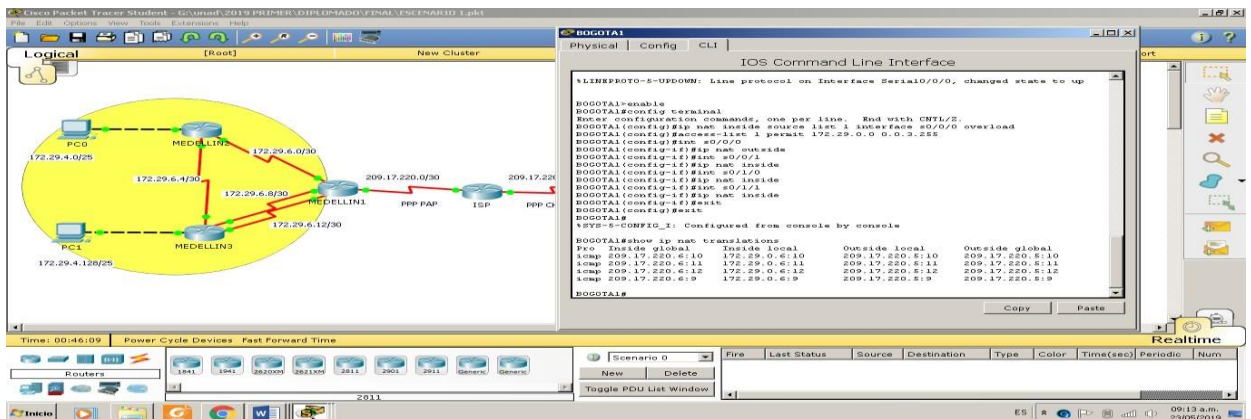 Cisco Packet Tracer Student - G:\unad\2019 PRIMER\DIPLOMADO\FINAL\ESCENARIO 1.pkt
File Edit Options View Tools Extensions Help
Logical [Root] New Cluster
PC0
172.29.4.0/25
MEDELLIN2
172.29.6.0/30
172.29.6.4/30
172.29.6.8/30
MEDELLIN1
172.29.6.12/30
PC1
MEDELLIN3
172.29.4.128/25
209.17.220.0/30
PPP PAP
ISP
209.17.220
PPP CH
BOGOTA1
Physical Config CLI
IOS Command Line Interface
%LINEPROTO-5-UPDOWN: Line protocol on Interface Serial0/0/0, changed state to up
BOGOTA1>enable
BOGOTA1#config terminal
Enter configuration commands, one per line. End with CNTL/Z.
BOGOTA1(config)#ip nat inside source list 1 interface s0/0/0 overload
BOGOTA1(config)#access-list 1 permit 172.29.0.0 0.0.3.255
BOGOTA1(config)#int s0/0/0
BOGOTA1(config-if)#ip nat outside
BOGOTA1(config-if)#int s0/0/1
BOGOTA1(config-if)#ip nat inside
BOGOTA1(config-if)#int s0/1/0
BOGOTA1(config-if)#ip nat inside
BOGOTA1(config-if)#int s0/1/1
BOGOTA1(config-if)#ip nat inside
BOGOTA1(config-if)#exit
BOGOTA1(config)#exit
BOGOTA1#
%SYS-5-CONFIG_I: Configured from console by console
BOGOTA1#show ip nat translations
Pro Inside global Inside local Outside local Outside global
icmp 209.17.220.6:10 172.29.0.6:10 209.17.220.5:10 209.17.220.5:10
icmp 209.17.220.6:11 172.29.0.6:11 209.17.220.5:11 209.17.220.5:11
icmp 209.17.220.6:12 172.29.0.6:12 209.17.220.5:12 209.17.220.5:12
icmp 209.17.220.6:9 172.29.0.6:9 209.17.220.5:9 209.17.220.5:9
BOGOTA1#
Copy Paste
ort
Time: 00:46:09 Power Cycle Devices Fast Forward Time Realtime
Routers
1841 1941 2620XM 2621XM 2811 2901 2911 Generic Generic
2811
Scenario 0
New Delete
Toggle PDU List Window
Fire Last Status Source Destination Type Color Time(sec) Periodic Num
Inicio
ES 09:13 a.m.
23/05/2019